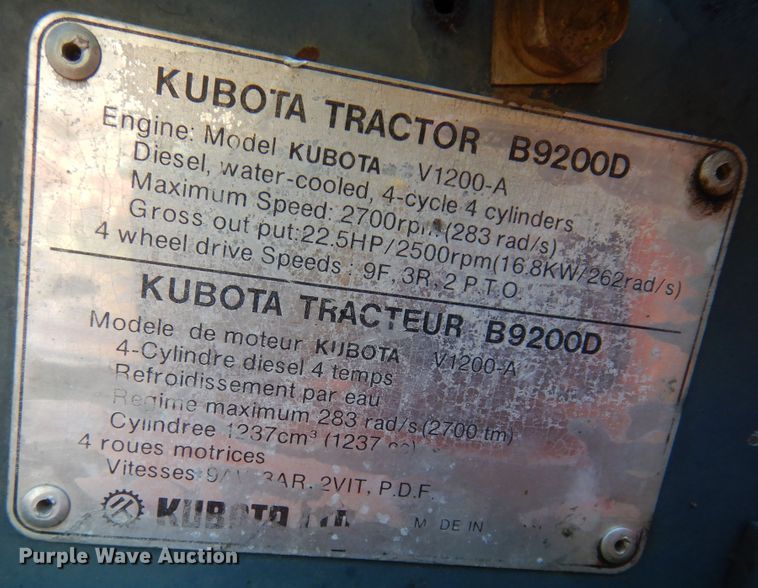 KUBOTA TRACTOR B9200D
Engine: Model KUBOTA V1200-A
Diesel, water-cooled, 4-cycle 4 cylinders
Maximum Speed: 2700rpm(283 rad/s)
Gross out put: 22.5HP/2500rpm(16.8KW/262rad/s)
4 wheel drive Speeds: 9F, 3R, 2 P.T.O
KUBOTA TRACTEUR B9200D
Modele de moteur KUBOTA V1200-A
4-Cylindre diesel 4 temps
Refroidissement par eau
Regime maximum 283 rad/s(2700 tm)
Cylindree 1237cm³ (1237
4 roues motrices
Vitesses 3AR. 2VIT, P.D.F.
KUBOTA LTD. MADE IN
Purple Wave Auction